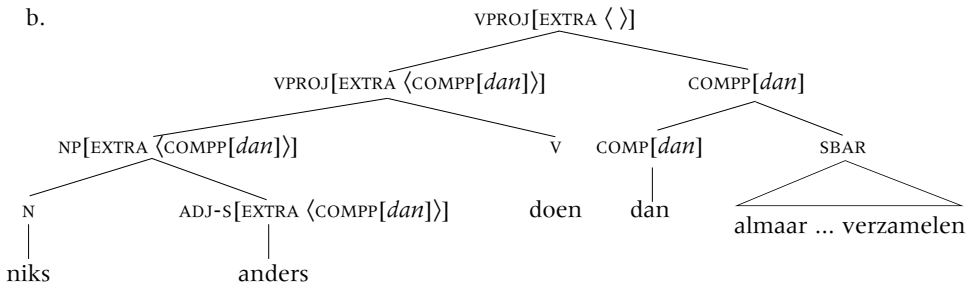 b.
VPROJ[EXTRA ⟨ ⟩]
VPROJ[EXTRA ⟨COMPP[dan]⟩] COMPP[dan]
NP[EXTRA ⟨COMPP[dan]⟩] V COMP[dan] SBAR
N ADJ-S[EXTRA ⟨COMPP[dan]⟩] doen dan almaar ... verzamelen
niks anders